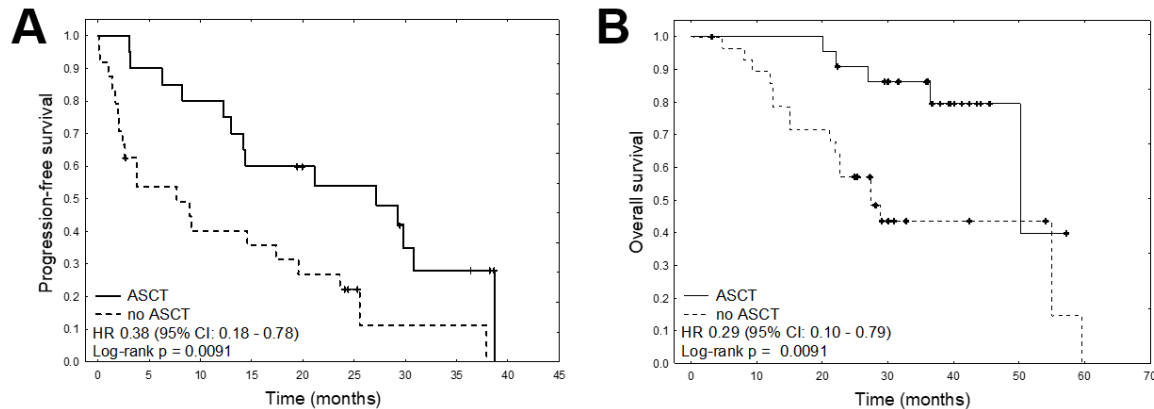 A
Progression-free survival
1.0
0.9
0.8
0.7
0.6
0.5
0.4
0.3
0.2
0.1
0.0
ASCT
no ASCT
HR 0.38 (95% CI: 0.18 - 0.78)
Log-rank p = 0.0091
0 5 10 15 20 25 30 35 40 45
Time (months)
B
Overall survival
1.0
0.9
0.8
0.7
0.6
0.5
0.4
0.3
0.2
0.1
0.0
ASCT
no ASCT
HR 0.29 (95% CI: 0.10 - 0.79)
Log-rank p = 0.0091
0 10 20 30 40 50 60 70
Time (months)